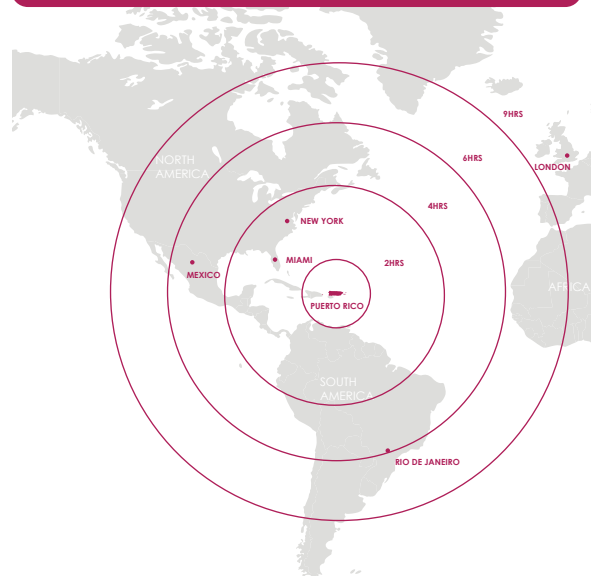 9HRS
NORTH
AMERICA
6HRS
LONDON
4HRS
NEW YORK
MIAMI
2HRS
MEXICO
AFRICA
PUERTO RICO
SOUTH
AMERICA
RIO DE JANEIRO